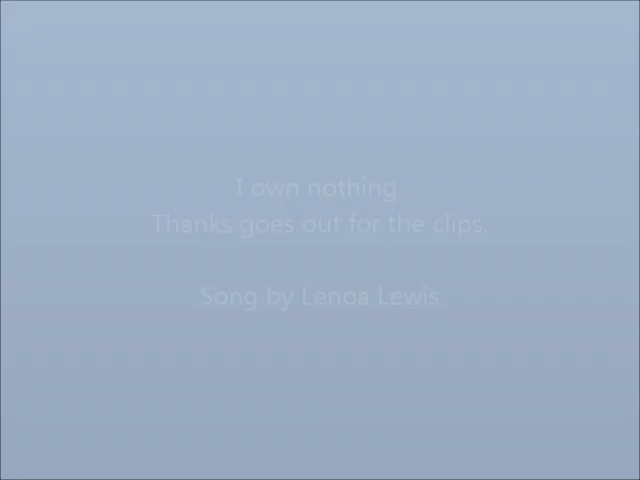 I own nothing
Thanks goes out for the clips.
Song by Lenoa Lewis